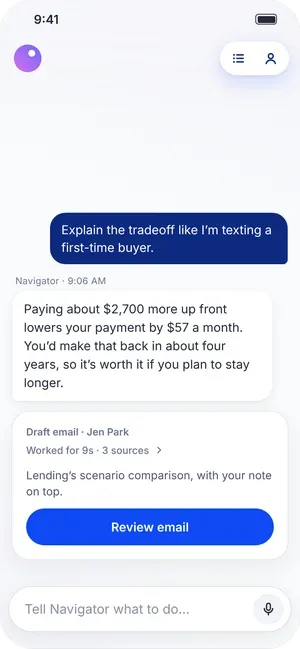 9:41
Explain the tradeoff like I’m texting a
first-time buyer.
Navigator · 9:06 AM
Paying about $2,700 more up front
lowers your payment by $57 a month.
You’d make that back in about four
years, so it’s worth it if you plan to stay
longer.
Draft email · Jen Park
Worked for 9s · 3 sources
Lending’s scenario comparison, with your note
on top.
Review email
Tell Navigator what to do...